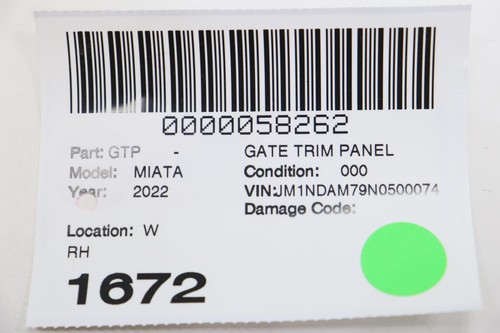 0000058262
Part: GTP - GATE TRIM PANEL
Model: MIATA Condition: 000
Year: 2022 VIN:JM1NDAM79N0500074
Damage Code:
Location: W
RH
1672